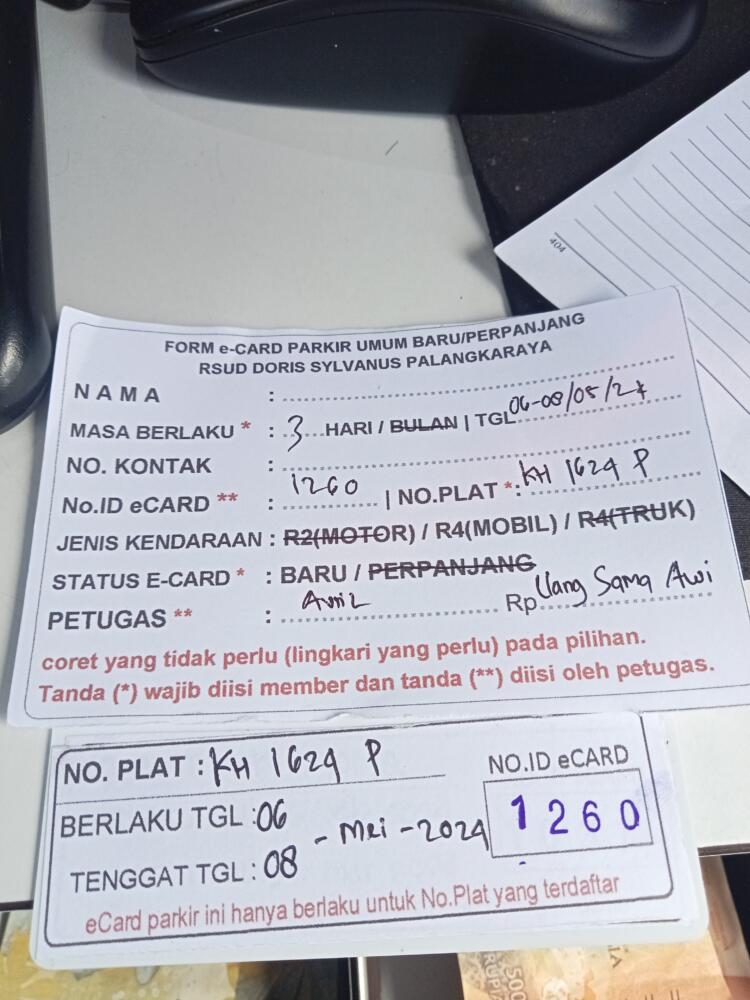 404
FORM e-CARD PARKIR UMUM BARU/PERPANJANG
RSUD DORIS SYLVANUS PALANGKARAYA
NAMA :
MASA BERLAKU * : 3 HARI / BULAN | TGL 06-08/05/24
NO. KONTAK :
No.ID eCARD ** : 1260 | NO.PLAT *: KH 1624 P
JENIS KENDARAAN : R2(MOTOR) / R4(MOBIL) / R4(TRUK)
STATUS E-CARD * : BARU / PERPANJANG
PETUGAS ** : Rp Uang Sama Awi
coret yang tidak perlu (lingkari yang perlu) pada pilihan.
Tanda (*) wajib diisi member dan tanda (**) diisi oleh petugas.
NO. PLAT : KH 1624 P
NO.ID eCARD
1260
BERLAKU TGL : 06
- Mei - 2024
TENGGAT TGL : 08
eCard parkir ini hanya berlaku untuk No.Plat yang terdaftar